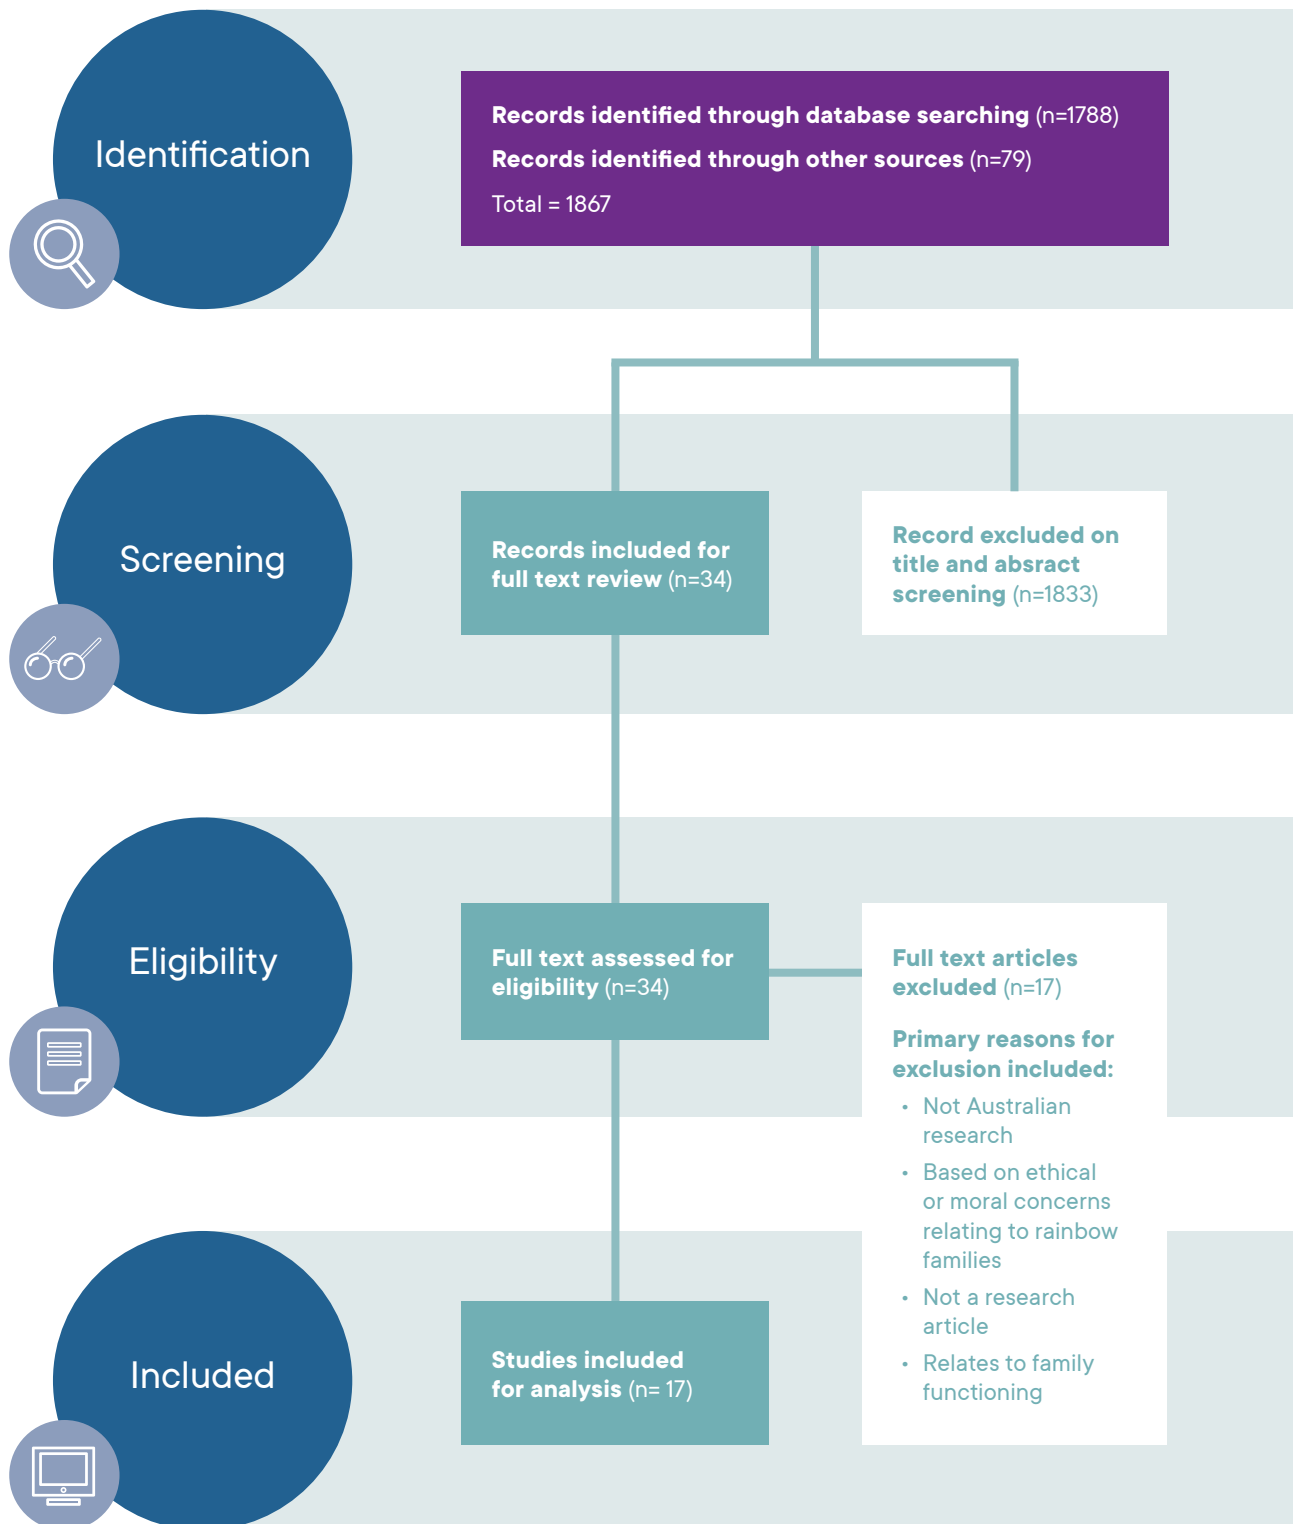 Identification
Records identified through database searching (n=1788)
Records identified through other sources (n=79)
Total = 1867
Screening
Records included for
full text review (n=34)
Record excluded on
title and absract
screening (n=1833)
Eligibility
Full text assessed for
eligibility (n=34)
Full text articles
excluded (n=17)
Primary reasons for
exclusion included:
• Not Australian
research
• Based on ethical
or moral concerns
relating to rainbow
families
• Not a research
article
• Relates to family
functioning
Included
Studies included
for analysis (n= 17)